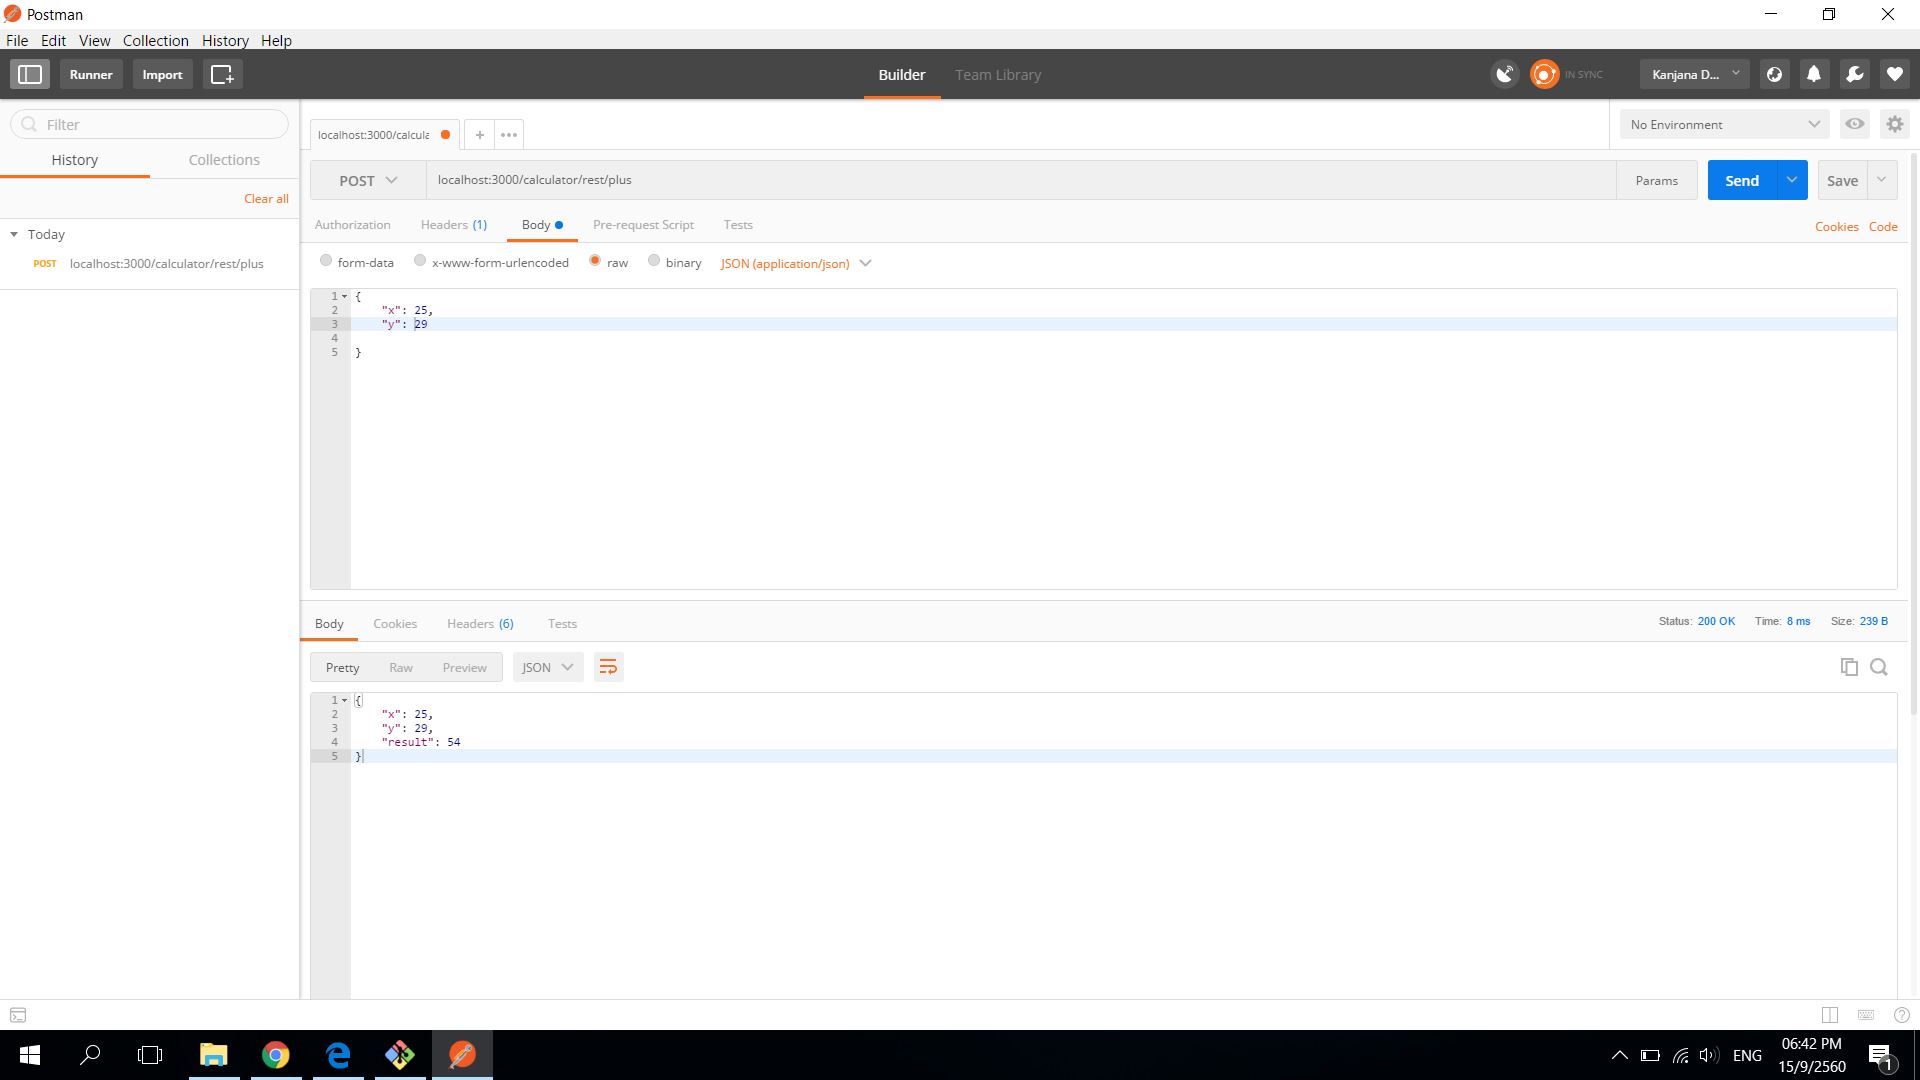 Postman
File Edit View Collection History Help
Runner Import Builder Team Library IN SYNC Kanjana D...
Filter
History Collections
Clear all
Today
POST localhost:3000/calculator/rest/plus
localhost:3000/calcula + ••• No Environment
POST localhost:3000/calculator/rest/plus Params Send Save
Authorization Headers (1) Body Pre-request Script Tests Cookies Code
form-data x-www-form-urlencoded raw binary JSON (application/json)
1 {
2 "x": 25,
3 "y": 29
4
5 }
Body Cookies Headers (6) Tests Status: 200 OK Time: 8 ms Size: 239 B
Pretty Raw Preview JSON
1 {
2 "x": 25,
3 "y": 29,
4 "result": 54
5 }
ENG 06:42 PM
15/9/2560 1